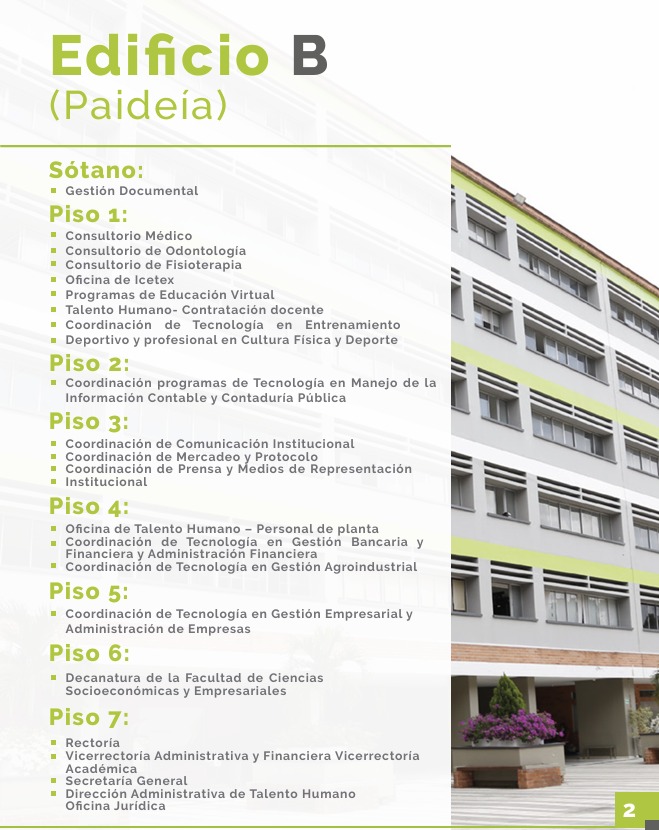 Edificio B
(Paideía)
Sótano:
Gestión Documental
Piso 1:
Consultorio Médico
Consultorio de Odontología
Consultorio de Fisioterapia
Oficina de Icetex
Programas de Educación Virtual
Talento Humano- Contratación docente
Coordinación de Tecnología en Entrenamiento
Deportivo y profesional en Cultura Física y Deporte
Piso 2:
Coordinación programas de Tecnología en Manejo de la
Información Contable y Contaduría Pública
Piso 3:
Coordinación de Comunicación Institucional
Coordinación de Mercadeo y Protocolo
Coordinación de Prensa y Medios de Representación
Institucional
Piso 4:
Oficina de Talento Humano – Personal de planta
Coordinación de Tecnología en Gestión Bancaria y
Financiera y Administración Financiera
Coordinación de Tecnología en Gestión Agroindustrial
Piso 5:
Coordinación de Tecnología en Gestión Empresarial y
Administración de Empresas
Piso 6:
Decanatura de la Facultad de Ciencias
Socioeconómicas y Empresariales
Piso 7:
Rectoría
Vicerrectoría Administrativa y Financiera Vicerrectoría
Académica
Secretaría General
Dirección Administrativa de Talento Humano
Oficina Jurídica
2